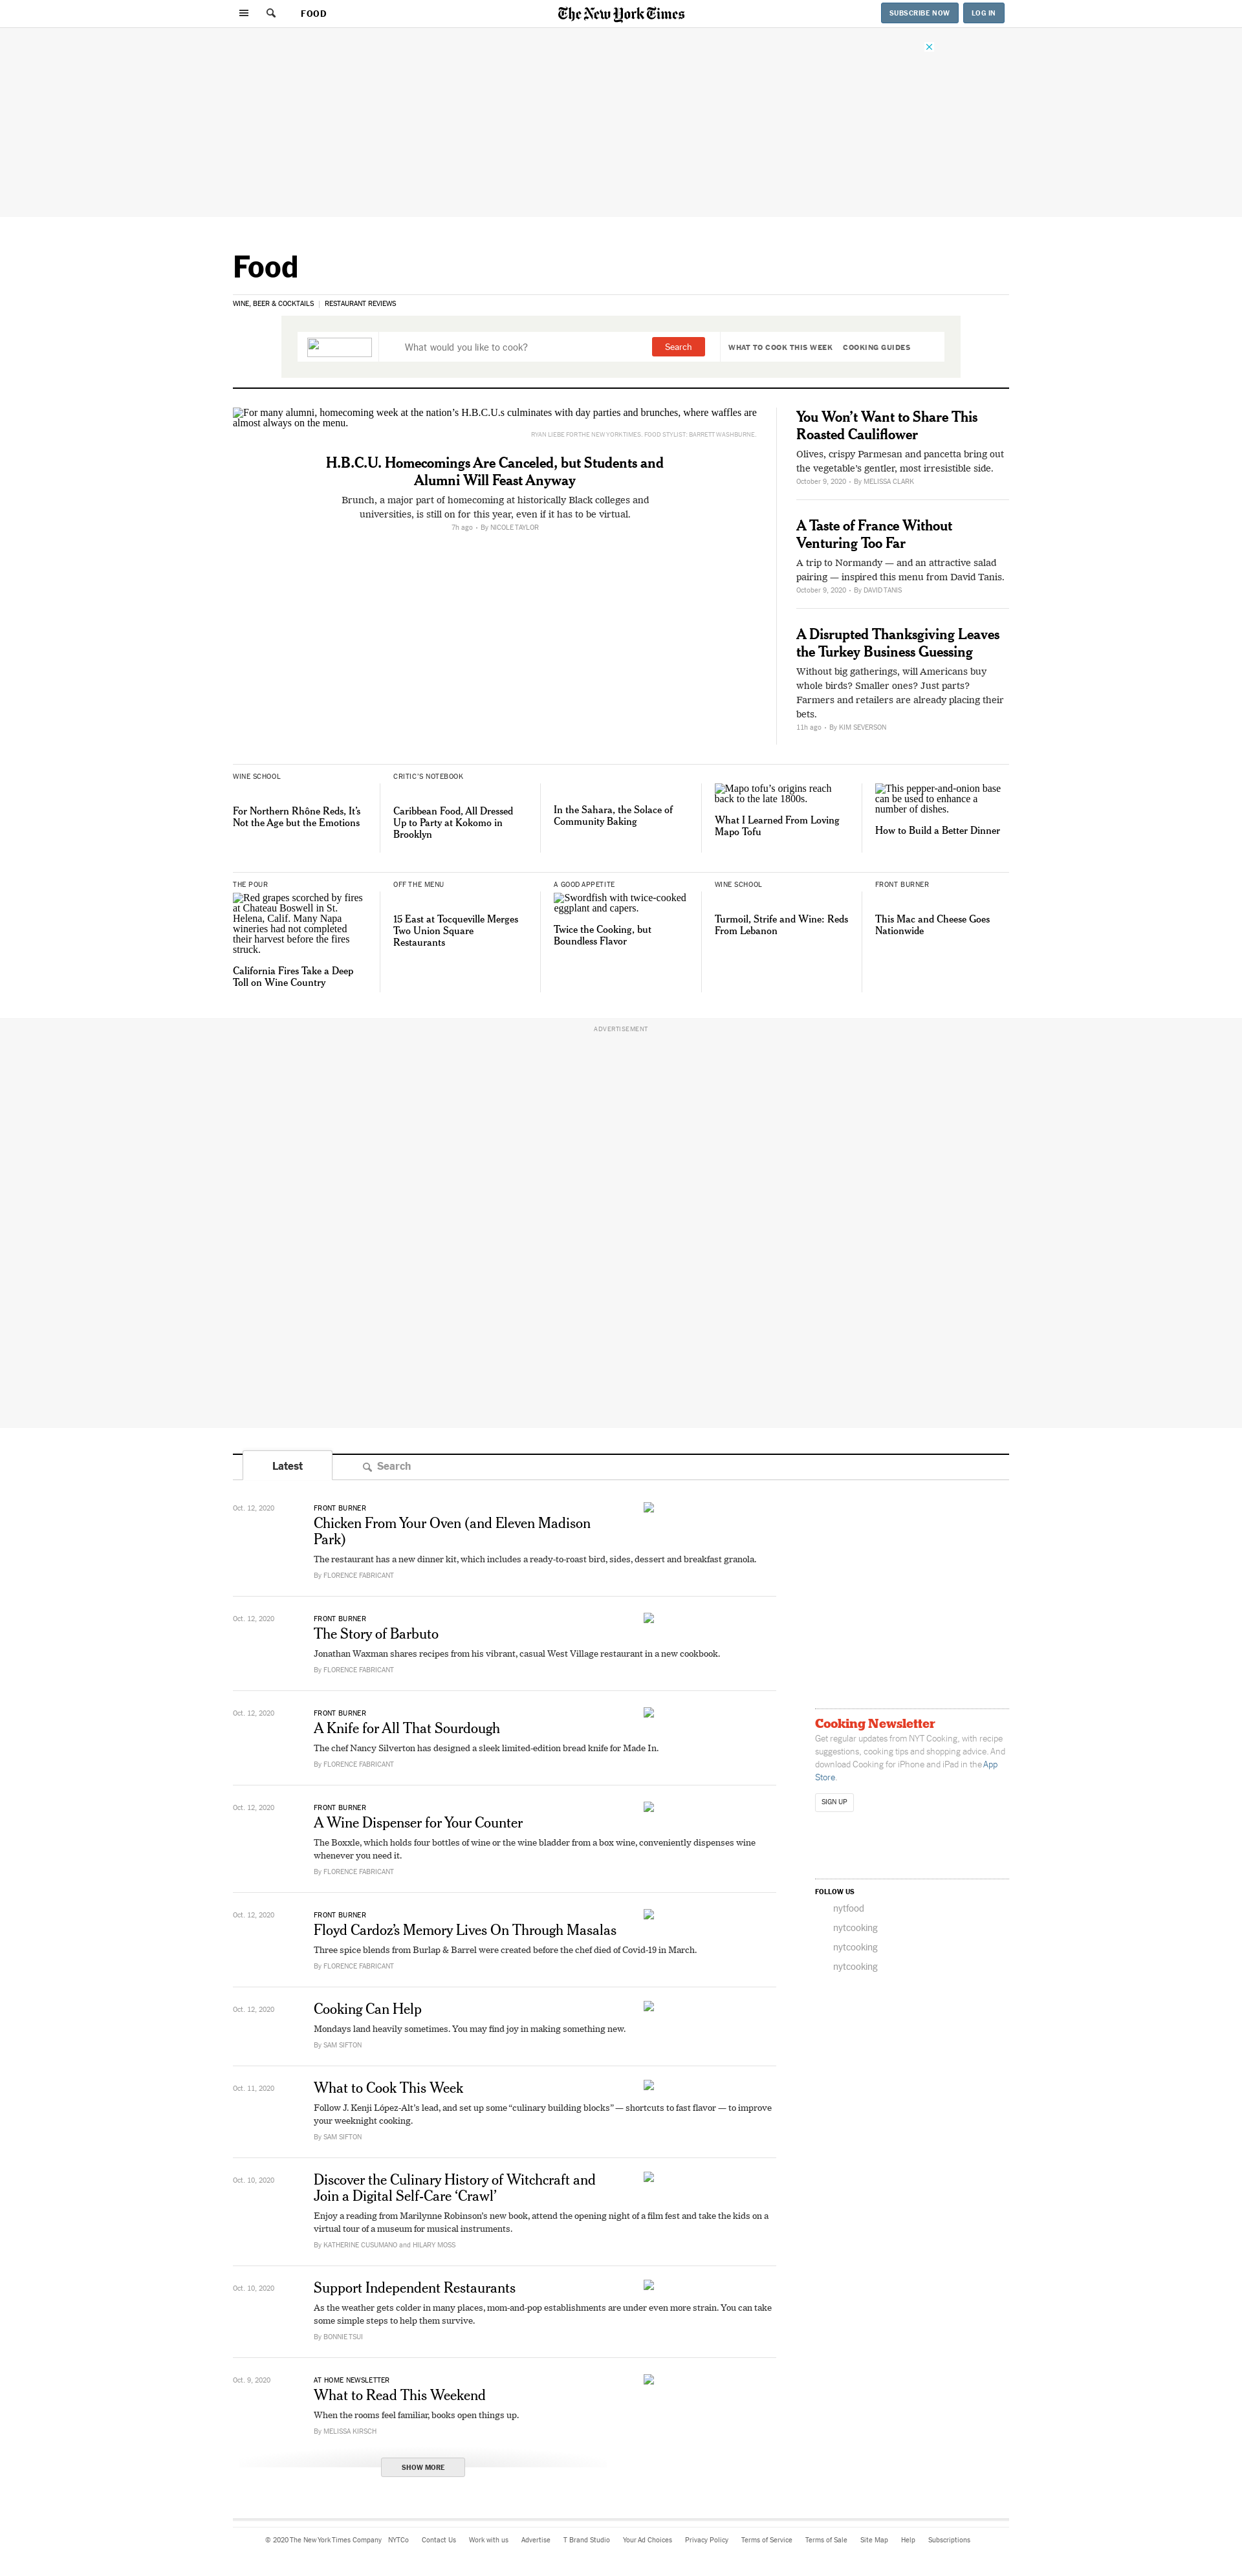 FOOD
The New York Times
SUBSCRIBE NOW
LOG IN
Food
WINE, BEER & COCKTAILS | RESTAURANT REVIEWS
What would you like to cook?
Search
WHAT TO COOK THIS WEEK
COOKING GUIDES
For many alumni, homecoming week at the nation’s H.B.C.U.s culminates with day parties and brunches, where waffles are
almost always on the menu.
RYAN LIEBE FOR THE NEW YORK TIMES. FOOD STYLIST: BARRETT WASHBURNE.
H.B.C.U. Homecomings Are Canceled, but Students and
Alumni Will Feast Anyway
Brunch, a major part of homecoming at historically Black colleges and
universities, is still on for this year, even if it has to be virtual.
7h ago • By NICOLE TAYLOR
You Won’t Want to Share This
Roasted Cauliflower
Olives, crispy Parmesan and pancetta bring out
the vegetable’s gentler, most irresistible side.
October 9, 2020 • By MELISSA CLARK
A Taste of France Without
Venturing Too Far
A trip to Normandy — and an attractive salad
pairing — inspired this menu from David Tanis.
October 9, 2020 • By DAVID TANIS
A Disrupted Thanksgiving Leaves
the Turkey Business Guessing
Without big gatherings, will Americans buy
whole birds? Smaller ones? Just parts?
Farmers and retailers are already placing their
bets.
11h ago • By KIM SEVERSON
WINE SCHOOL
For Northern Rhône Reds, It’s
Not the Age but the Emotions
CRITIC’S NOTEBOOK
Caribbean Food, All Dressed
Up to Party at Kokomo in
Brooklyn
In the Sahara, the Solace of
Community Baking
Mapo tofu’s origins reach
back to the late 1800s.
What I Learned From Loving
Mapo Tofu
This pepper-and-onion base
can be used to enhance a
number of dishes.
How to Build a Better Dinner
THE POUR
Red grapes scorched by fires
at Chateau Boswell in St.
Helena, Calif. Many Napa
wineries had not completed
their harvest before the fires
struck.
California Fires Take a Deep
Toll on Wine Country
OFF THE MENU
15 East at Tocqueville Merges
Two Union Square
Restaurants
A GOOD APPETITE
Swordfish with twice-cooked
eggplant and capers.
Twice the Cooking, but
Boundless Flavor
WINE SCHOOL
Turmoil, Strife and Wine: Reds
From Lebanon
FRONT BURNER
This Mac and Cheese Goes
Nationwide
ADVERTISEMENT
Latest
Search
Oct. 12, 2020
FRONT BURNER
Chicken From Your Oven (and Eleven Madison
Park)
The restaurant has a new dinner kit, which includes a ready-to-roast bird, sides, dessert and breakfast granola.
By FLORENCE FABRICANT
Oct. 12, 2020
FRONT BURNER
The Story of Barbuto
Jonathan Waxman shares recipes from his vibrant, casual West Village restaurant in a new cookbook.
By FLORENCE FABRICANT
Oct. 12, 2020
FRONT BURNER
A Knife for All That Sourdough
The chef Nancy Silverton has designed a sleek limited-edition bread knife for Made In.
By FLORENCE FABRICANT
Oct. 12, 2020
FRONT BURNER
A Wine Dispenser for Your Counter
The Boxxle, which holds four bottles of wine or the wine bladder from a box wine, conveniently dispenses wine
whenever you need it.
By FLORENCE FABRICANT
Oct. 12, 2020
FRONT BURNER
Floyd Cardoz’s Memory Lives On Through Masalas
Three spice blends from Burlap & Barrel were created before the chef died of Covid-19 in March.
By FLORENCE FABRICANT
Oct. 12, 2020
Cooking Can Help
Mondays land heavily sometimes. You may find joy in making something new.
By SAM SIFTON
Oct. 11, 2020
What to Cook This Week
Follow J. Kenji López-Alt’s lead, and set up some “culinary building blocks” — shortcuts to fast flavor — to improve
your weeknight cooking.
By SAM SIFTON
Oct. 10, 2020
Discover the Culinary History of Witchcraft and
Join a Digital Self-Care ‘Crawl’
Enjoy a reading from Marilynne Robinson’s new book, attend the opening night of a film fest and take the kids on a
virtual tour of a museum for musical instruments.
By KATHERINE CUSUMANO and HILARY MOSS
Oct. 10, 2020
Support Independent Restaurants
As the weather gets colder in many places, mom-and-pop establishments are under even more strain. You can take
some simple steps to help them survive.
By BONNIE TSUI
Oct. 9, 2020
AT HOME NEWSLETTER
What to Read This Weekend
When the rooms feel familiar, books open things up.
By MELISSA KIRSCH
SHOW MORE
Cooking Newsletter
Get regular updates from NYT Cooking, with recipe
suggestions, cooking tips and shopping advice. And
download Cooking for iPhone and iPad in the App
Store.
SIGN UP
FOLLOW US
nytfood
nytcooking
nytcooking
nytcooking
© 2020 The New York Times Company NYTCo Contact Us Work with us Advertise T Brand Studio Your Ad Choices Privacy Policy Terms of Service Terms of Sale Site Map Help Subscriptions